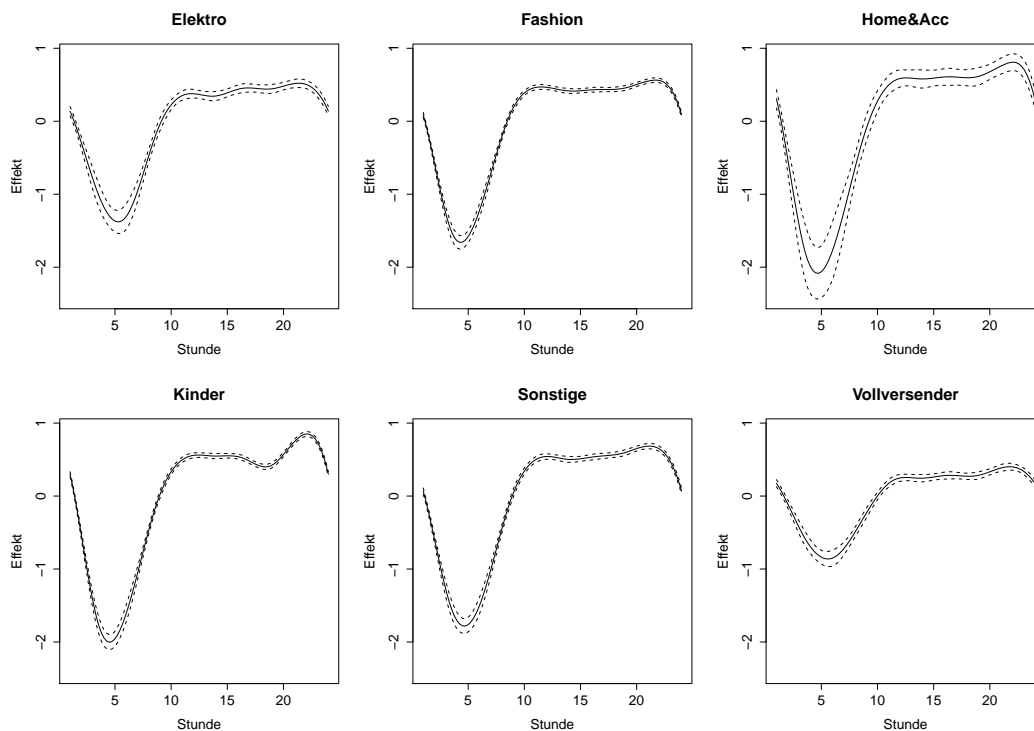 Elektro
Fashion
Home&Acc
Effekt
1
0
−1
−2
5 10 15 20
Stunde
Effekt
1
0
−1
−2
5 10 15 20
Stunde
Effekt
1
0
−1
−2
5 10 15 20
Stunde
Kinder
Sonstige
Vollversender
Effekt
1
0
−1
−2
5 10 15 20
Stunde
Effekt
1
0
−1
−2
5 10 15 20
Stunde
Effekt
1
0
−1
−2
5 10 15 20
Stunde